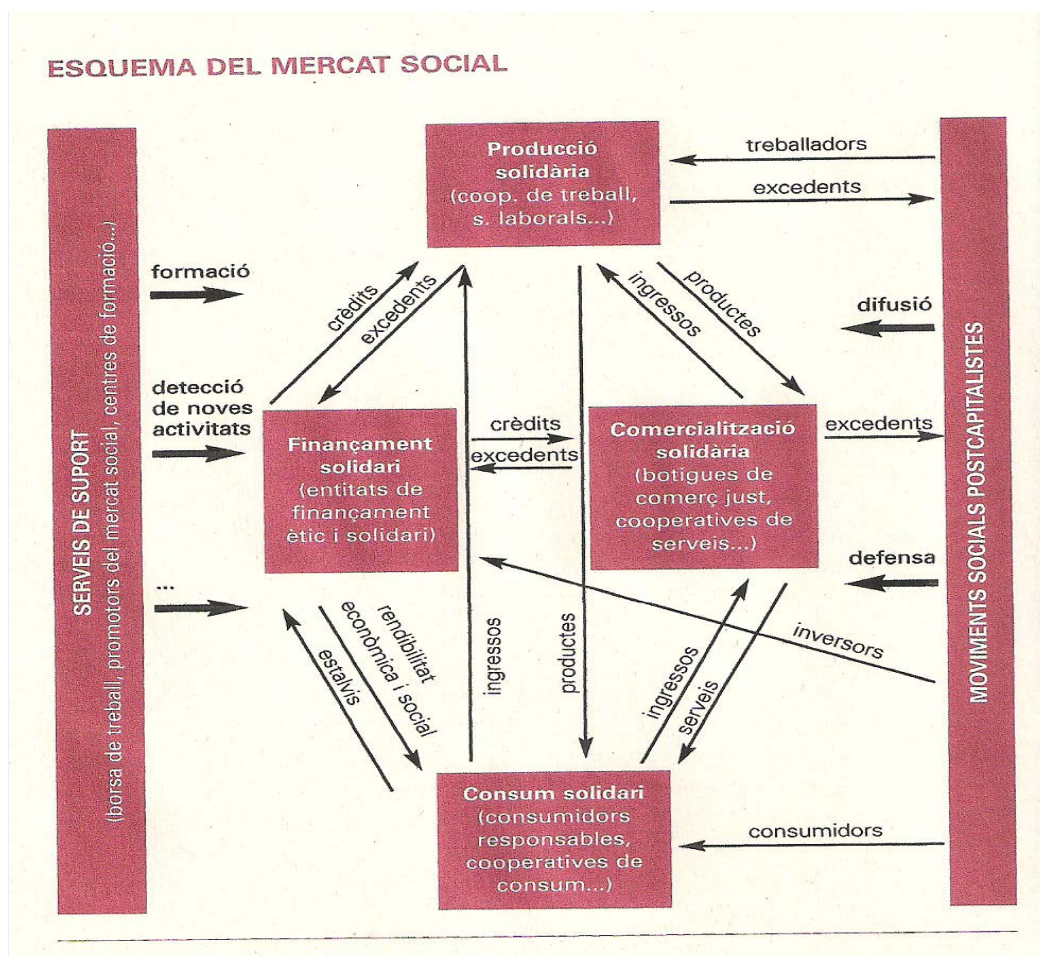 ESQUEMA DEL MERCAT SOCIAL
SERVEIS DE SUPORT
(borsa de treball, promotors del mercat social, centres de formació...)
formació
detecció
de noves
activitats
...
Producció
solidària
(coop. de treball,
s. laborals...)
treballadors
excedents
crèdits
excedents
ingressos
productes
difusió
Finançament
solidari
(entitats de
finançament
ètic i solidari)
crèdits
excedents
Comercialització
solidària
(botigues de
comerç just,
cooperatives de
serveis...)
excedents
defensa
inversors
estalvis
rendibilitat
econòmica i social
ingressos
productes
ingressos
serveis
Consum solidari
(consumidors
responsables,
cooperatives de
consum...)
consumidors
MOVIMENTS SOCIALS POSTCAPITALISTES